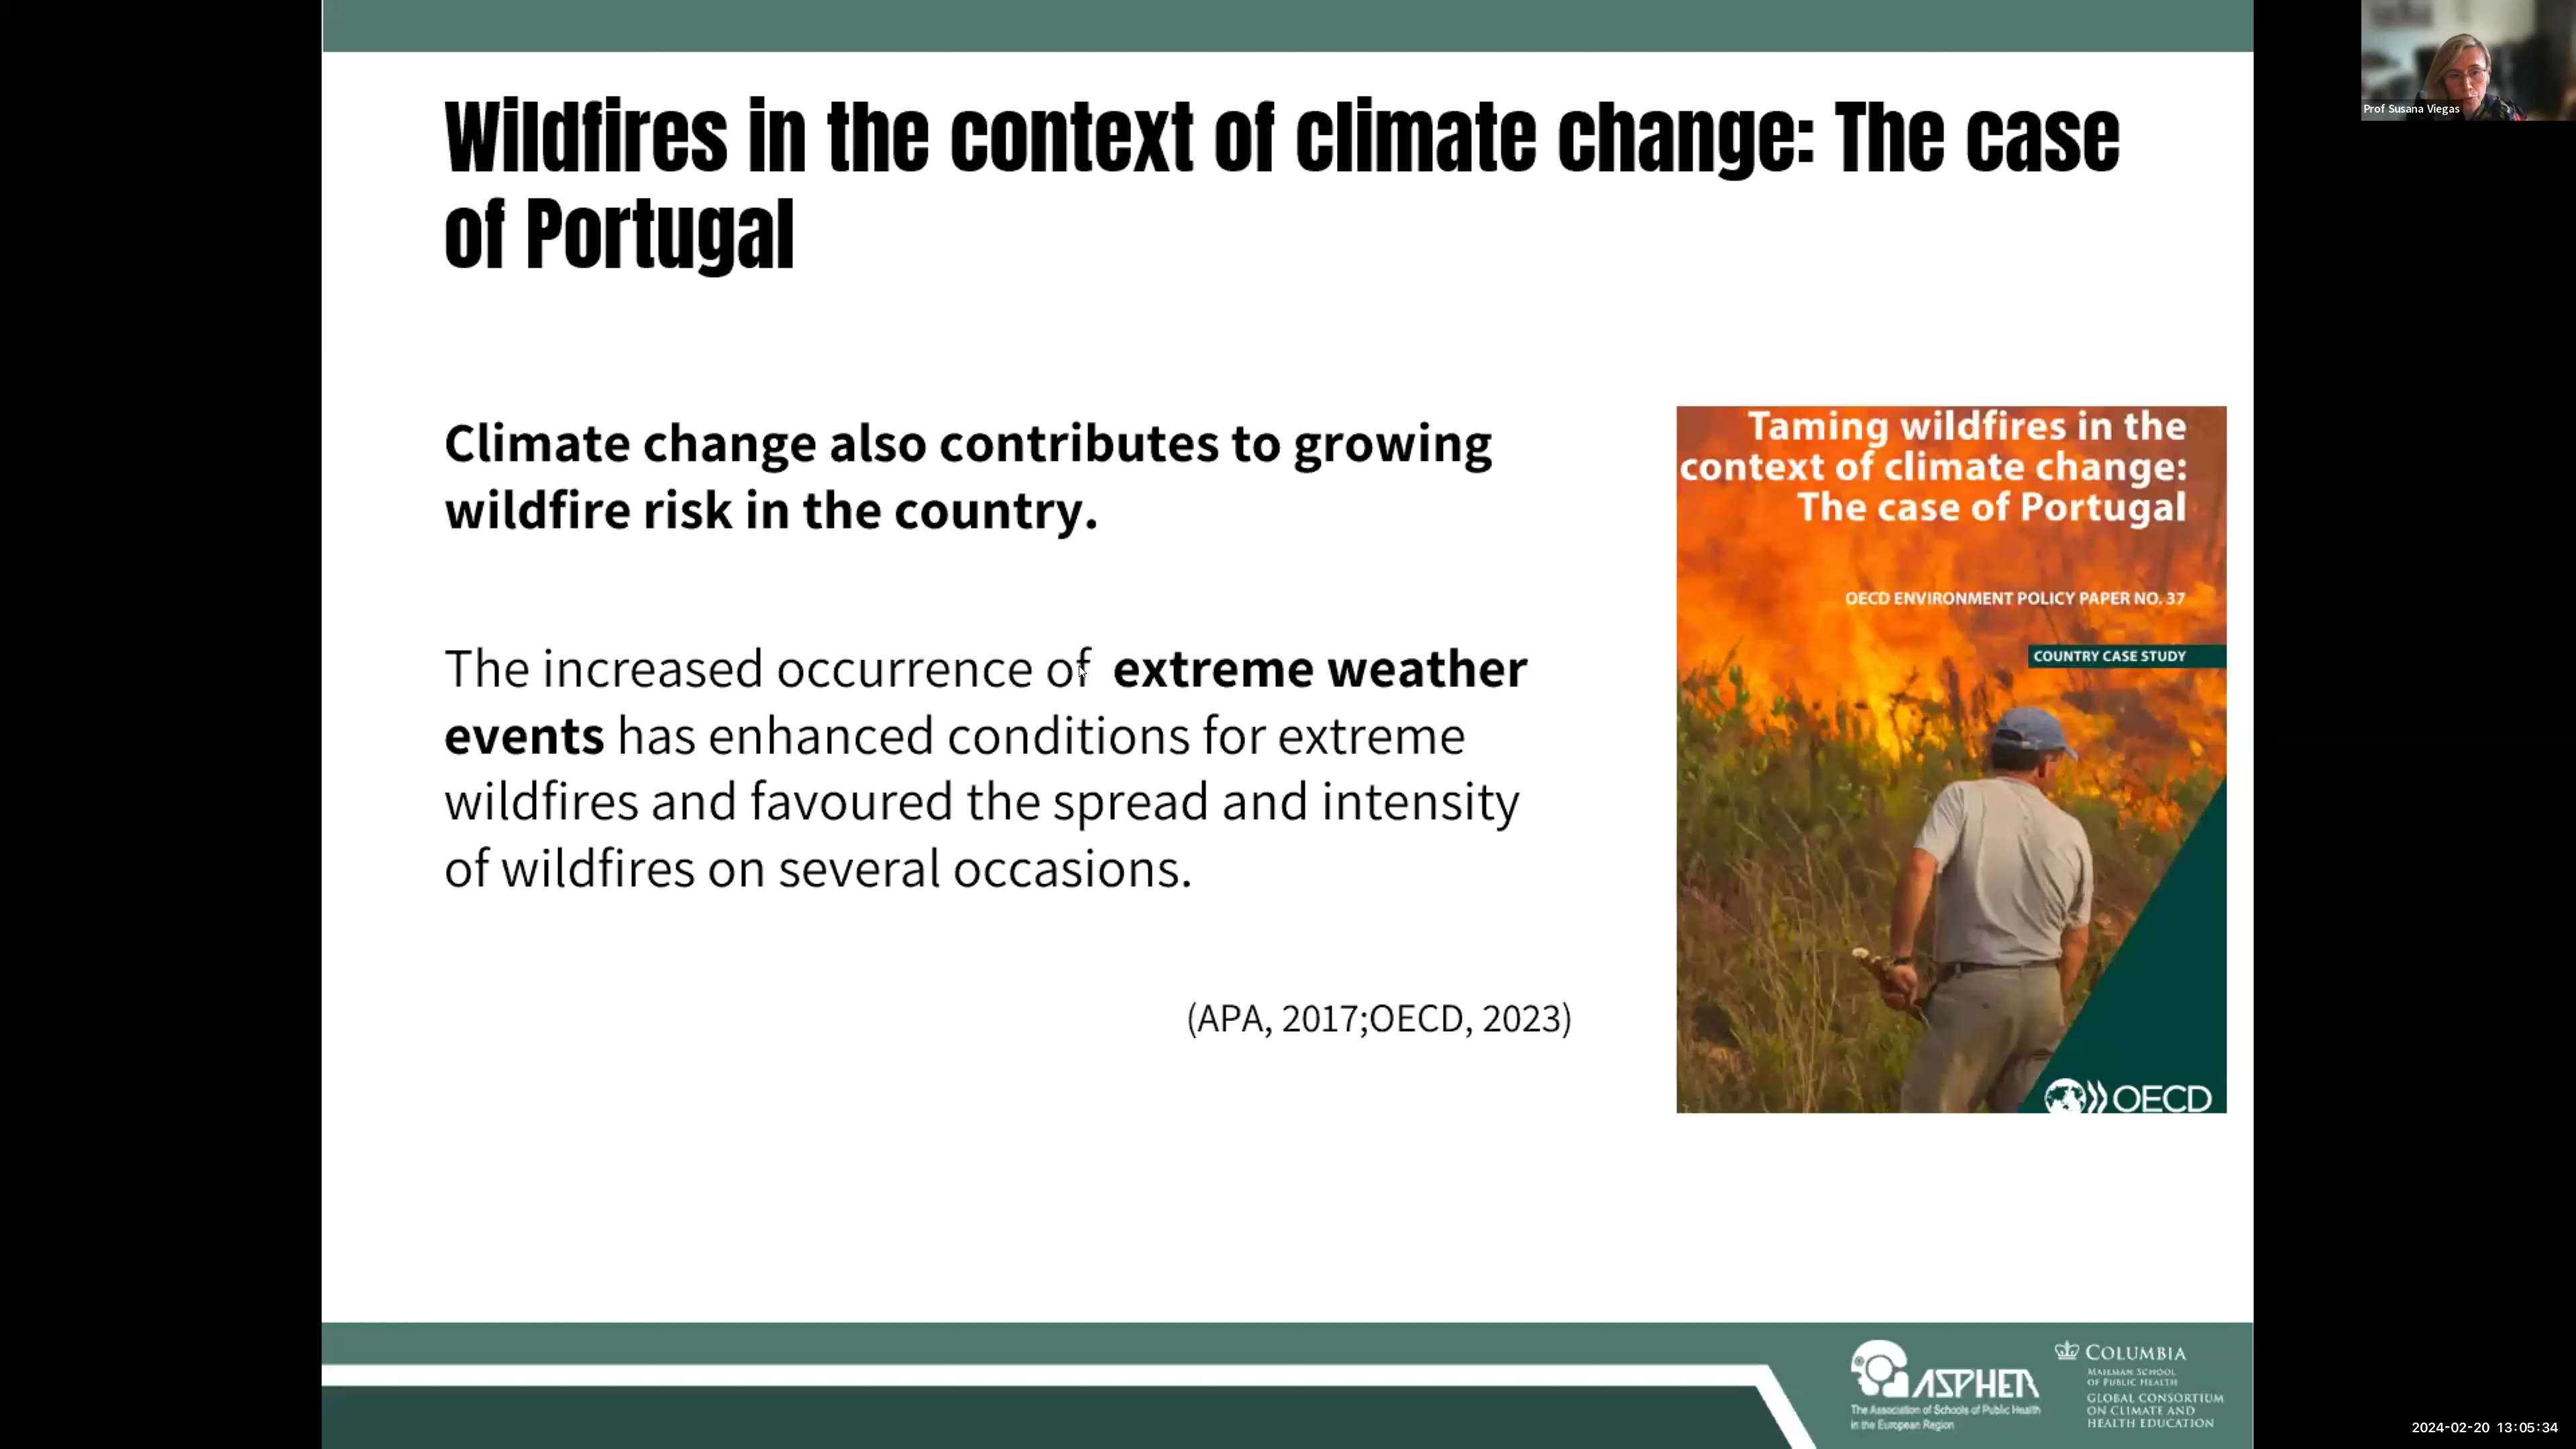 Wildfires in the context of climate change: The case
of Portugal
Climate change also contributes to growing
wildfire risk in the country.
The increased occurrence of extreme weather
events has enhanced conditions for extreme
wildfires and favoured the spread and intensity
of wildfires on several occasions.
(APA, 2017;OECD, 2023)
Taming wildfires in the
context of climate change:
The case of Portugal
OECD ENVIRONMENT POLICY PAPER NO. 37
COUNTRY CASE STUDY
OECD
ASPHER
The Association of Schools of Public Health
in the European Region
COLUMBIA
MAILMAN SCHOOL
OF PUBLIC HEALTH
GLOBAL CONSORTIUM
ON CLIMATE AND
HEALTH EDUCATION
Prof Susana Viegas
2024-02-20 13:05:34